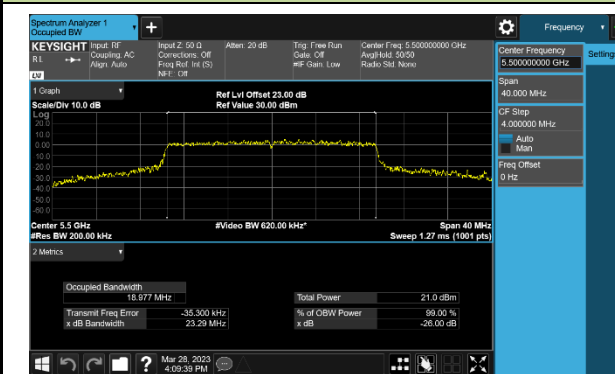 Spectrum Analyzer 1
Occupied BW
Frequency
KEYSIGHT
Input: RF
Coupling: AC
Align: Auto
Input Z: 50 Ω
Corrections: Off
Freq Ref: Int (S)
NFE: Off
Atten: 20 dB
Trig: Free Run
Gate: Off
#IF Gain: Low
Center Freq: 5.500000000 GHz
Avg|Hold: 50/50
Radio Std: None
RL
1 Graph
Scale/Div 10.0 dB
Ref Lvl Offset 23.00 dB
Ref Value 30.00 dBm
Log
20.0
10.0
0.00
-10.0
-20.0
-30.0
-40.0
-50.0
-60.0
Center 5.5 GHz
#Res BW 200.00 kHz
#Video BW 620.00 kHz*
Span 40 MHz
Sweep 1.27 ms (1001 pts)
2 Metrics
Occupied Bandwidth
18.977 MHz
Transmit Freq Error -35.300 kHz
x dB Bandwidth 23.29 MHz
Total Power 21.0 dBm
% of OBW Power 99.00 %
x dB -26.00 dB
Center Frequency
5.500000000 GHz
Settings
Span
40.000 MHz
CF Step
4.000000 MHz
Auto
Man
Freq Offset
0 Hz
Mar 28, 2023
4:09:39 PM